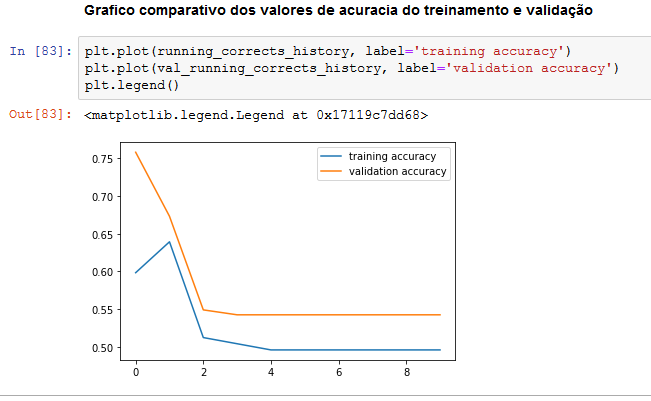 Grafico comparativo dos valores de acuracia do treinamento e validação
In [83]: plt.plot(running_corrects_history, label='training accuracy')
plt.plot(val_running_corrects_history, label='validation accuracy')
plt.legend()
Out[83]: <matplotlib.legend.Legend at 0x17119c7dd68>
training accuracy
validation accuracy
0.75
0.70
0.65
0.60
0.55
0.50
0 2 4 6 8